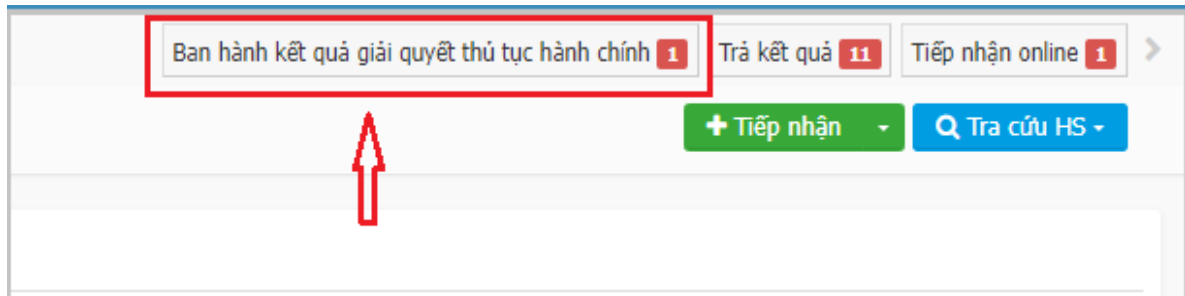 Ban hành kết quả giải quyết thủ tục hành chính 1 Trả kết quả 11 Tiếp nhận online 1
Tiếp nhận Tra cứu HS